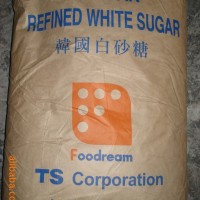 REFINED WHITE SUGAR
韓國白砂糖
Foodream
TS Corporation